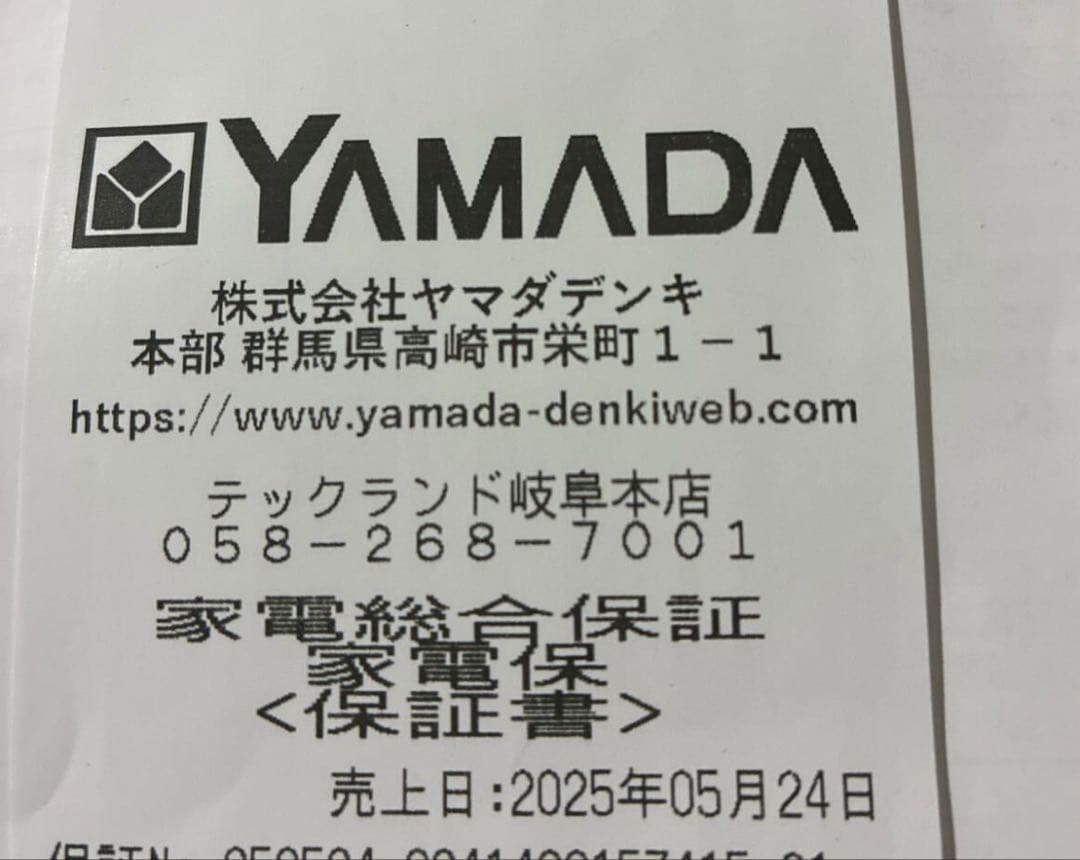 YAMADA
株式会社ヤマダデンキ
本部 群馬県高崎市栄町1-1
https://www.yamada-denkiweb.com
テックランド岐阜本店
058-268-7001
家電総合保証
家電保
<保証書>
売上日:2025年05月24日